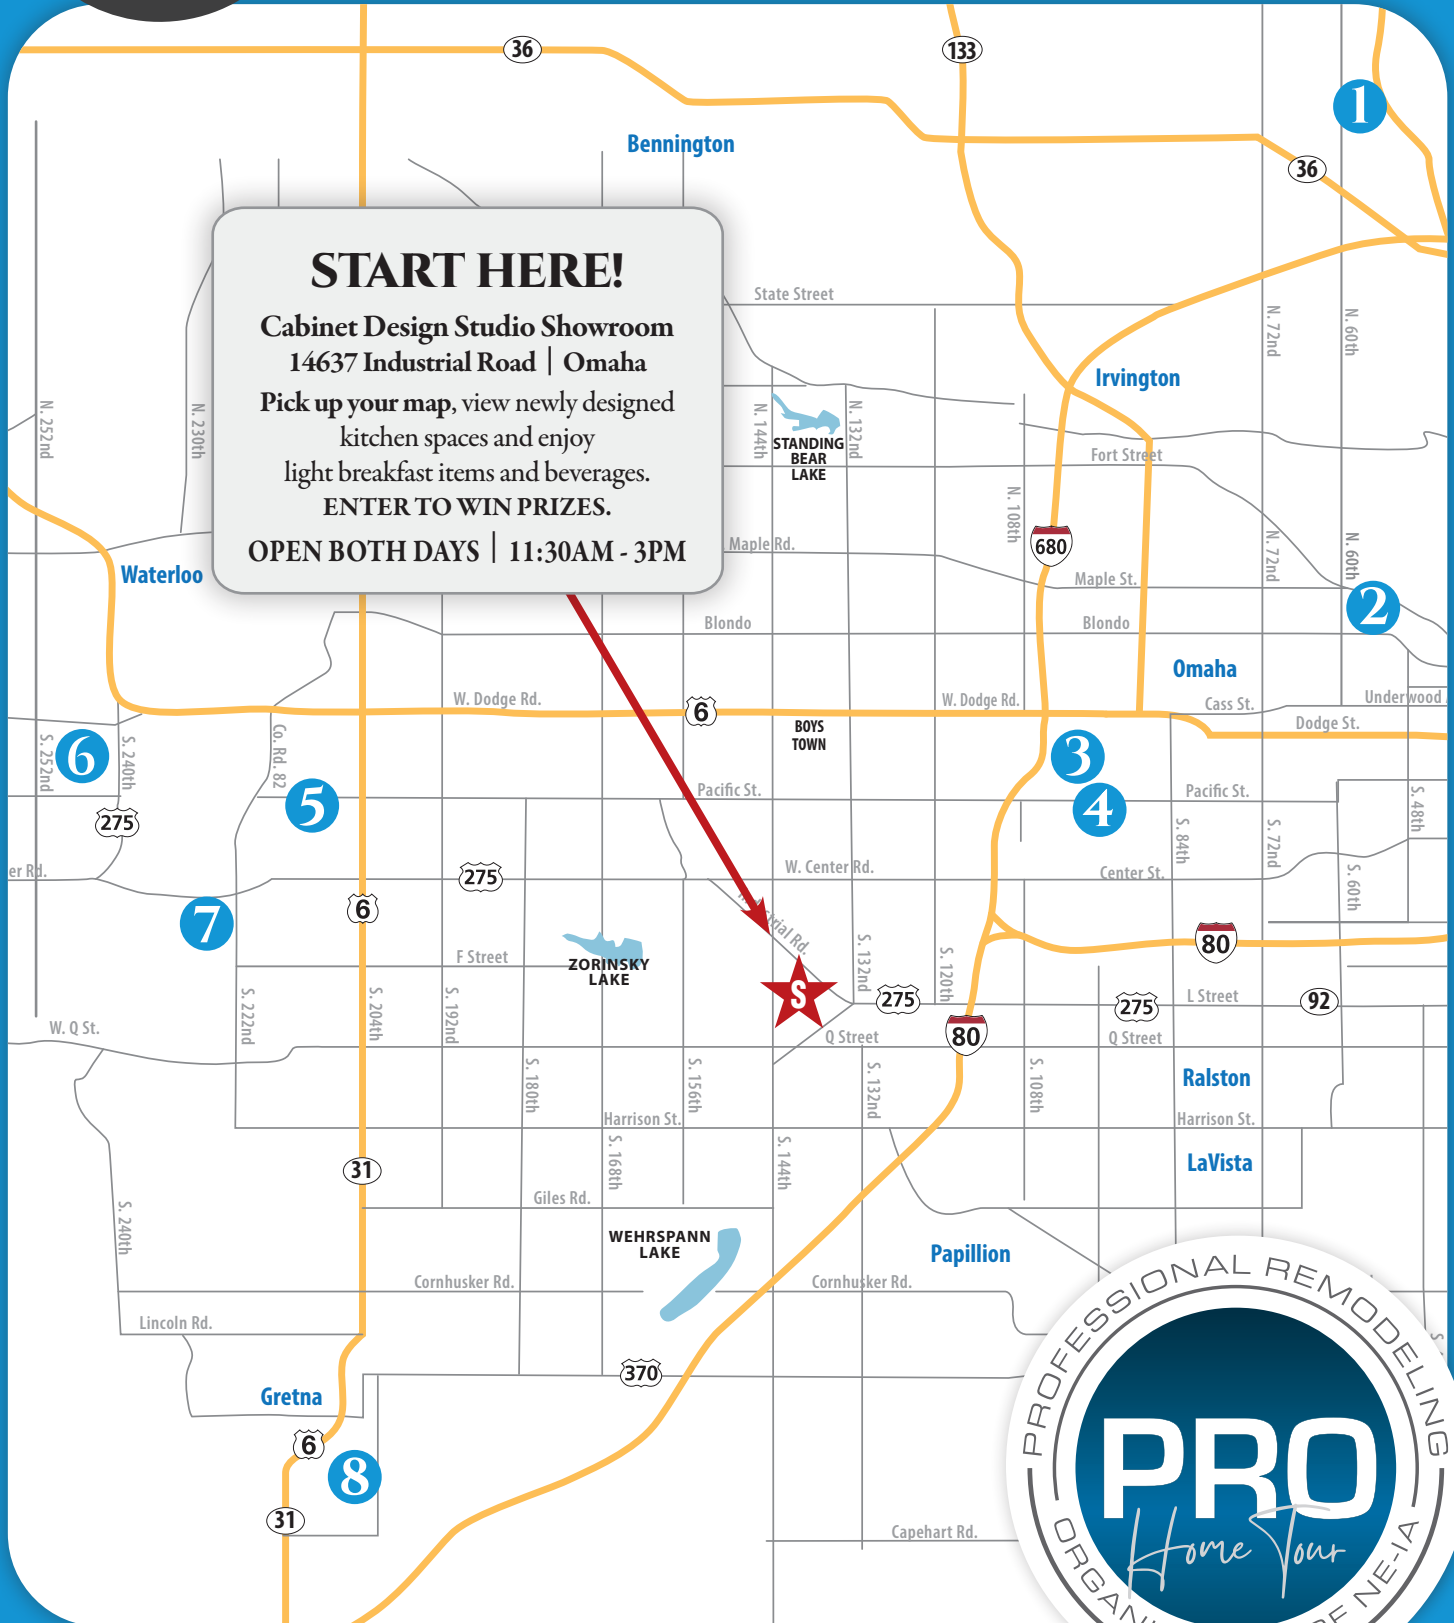 36
133
1
Bennington
36
START HERE!
Cabinet Design Studio Showroom
14637 Industrial Road | Omaha
Pick up your map, view newly designed
kitchen spaces and enjoy
light breakfast items and beverages.
ENTER TO WIN PRIZES.
OPEN BOTH DAYS | 11:30AM - 3PM
State Street
N. 72nd
N. 60th
Irvington
N. 252nd
N. 230th
N. 144th
N. 132nd
STANDING
BEAR
LAKE
Fort Street
N. 108th
680
N. 72nd
N. 60th
Maple Rd.
Waterloo
Maple St.
2
Blondo
Blondo
Omaha
W. Dodge Rd.
6
W. Dodge Rd.
Cass St.
Underwood
Dodge St.
BOYS
TOWN
S. 252nd
6
S. 240th
Co. Rd. 82
3
5
Pacific St.
4
Pacific St.
S. 48th
275
S. 84th
S. 72nd
er Rd.
275
W. Center Rd.
Center St.
S. 60th
7
6
strial Rd.
80
F Street
ZORINSKY
LAKE
S. 132nd
S. 120th
S
275
275
L Street
92
S. 222nd
S. 204th
S. 192nd
W. Q St.
Q Street
80
Q Street
S. 180th
S. 156th
S. 132nd
S. 108th
Ralston
Harrison St.
Harrison St.
S. 168th
S. 144th
31
LaVista
Giles Rd.
S. 240th
WEHRSPANN
LAKE
Papillion
Cornhusker Rd.
Cornhusker Rd.
Lincoln Rd.
370
Gretna
6
8
31
Capehart Rd.
PROFESSIONAL REMODELING
PRO
Home Tour
ORGANI
OF NE-IA